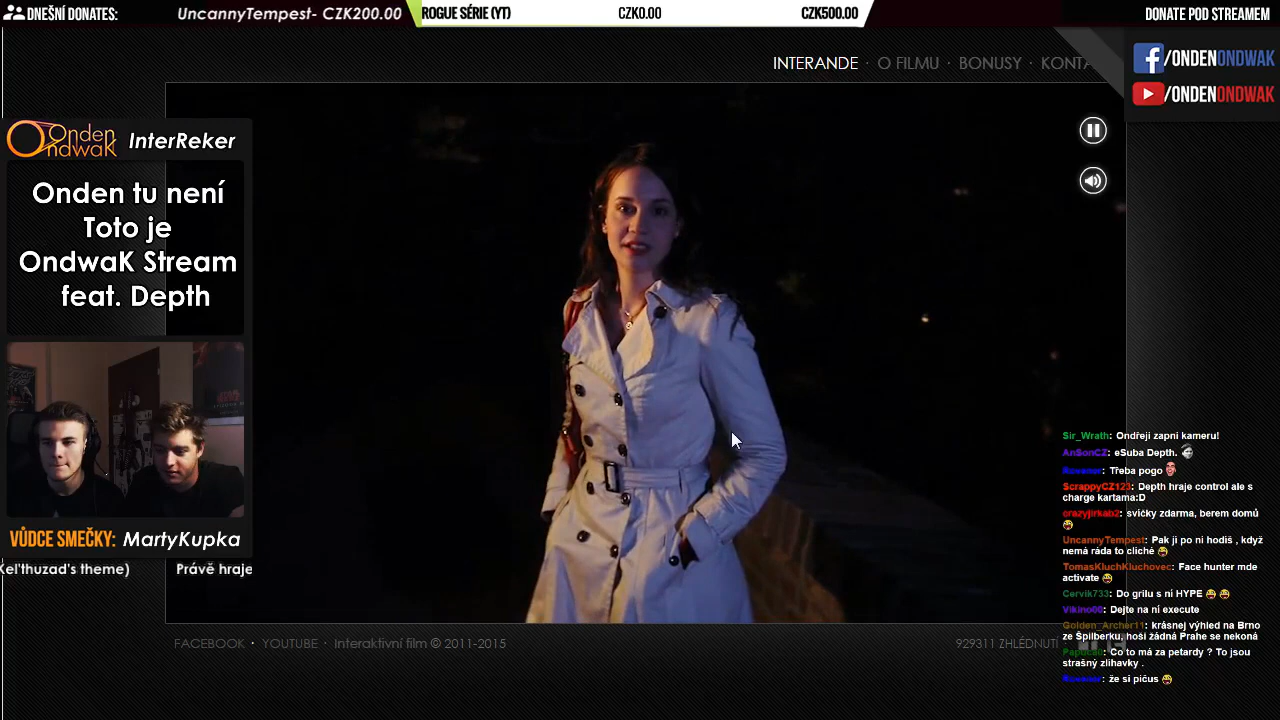 DNEŠNÍ DONATES:
UncannyTempest- CZK200.00
ROGUE SÉRIE (YT)
CZK0.00
CZK500.00
DONATE POD STREAMEM
INTERANDE · O FILMU · BONUSY ·
/ONDENONDWAK
/ONDENONDWAK
Onden
OndwaK
InterReker
Onden tu není
Toto je
OndwaK Stream
feat. Depth
VŮDCE SMEČKY: MartyKupka
Kel'thuzad's theme)
Právě hraje
Sir_Wrath: Ondřeji zapni kameru!
AnSonCZ: eSuba Depth.
Třeba pogo
ScrappyCZ123: Depth hraje control ale s
charge kartama:D
crazyjirkab2: svíčky zdarma, berem domů
UncannyTempest: Pak ji po ni hodiš , když
nemá ráda to cliché
TomasKluchKluchovec: Face hunter mde
activate
Cervik733: Do grilu s ní HYPE
Vikino00: Dejte na ní execute
Golden_Archer11: krásnej výhled na Brno
ze Špilberku, hoši žádná Prahe se nekoná
Co to má za petardy ? To jsou
strašný zlihavky .
že si pičus
FACEBOOK · YOUTUBE · Interaktivní film © 2011-2015
929311 ZHLÉDNUTÍ